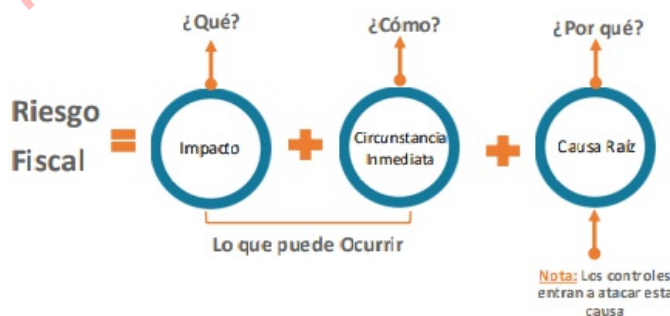 ¿Qué?
¿Cómo?
¿Por qué?
Riesgo
Fiscal
=
Impacto
+
Circunstancia
Inmediata
+
Causa Raíz
Lo que puede Ocurrir
Nota: Los controles
entran a atacar esta
causa